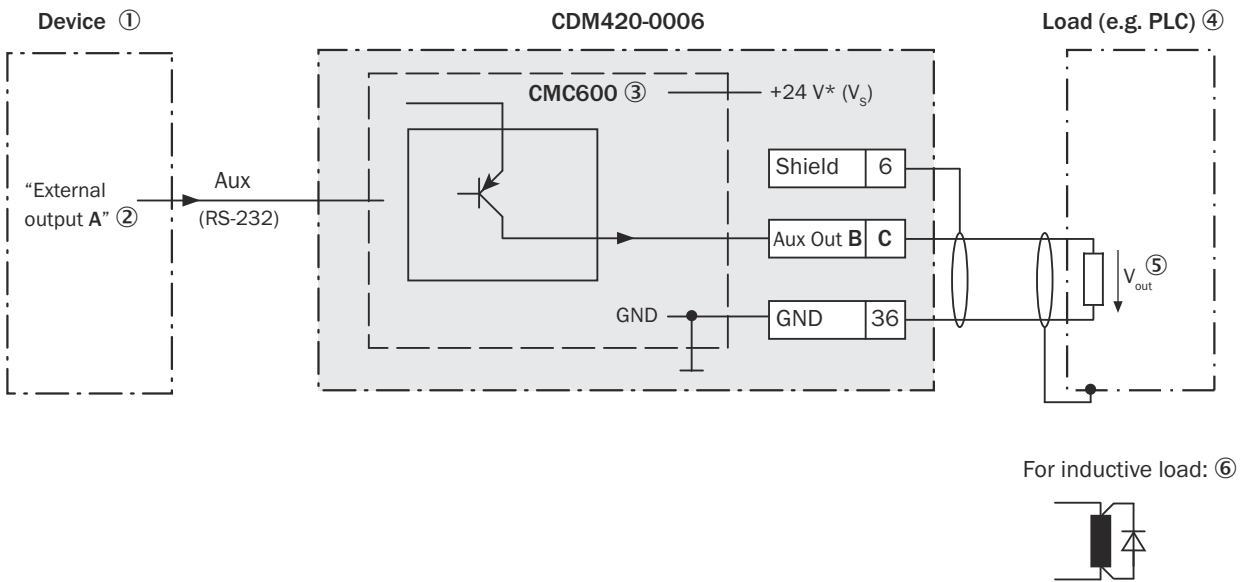 Device ①
CDM420-0006
Load (e.g. PLC) ④
CMC600 ③
+24 V* (Vₛ)
Shield 6
"External
output A" ②
Aux
(RS-232)
Aux Out B C
V_out ⑤
GND
GND 36
For inductive load: ⑥